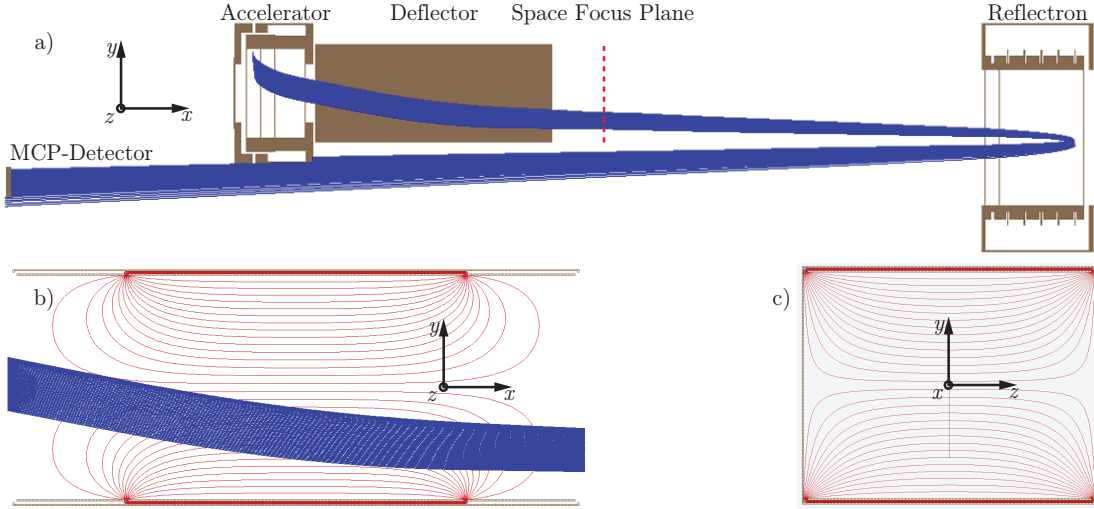 Accelerator Deflector Space Focus Plane Reflectron
a)
y
z x
MCP-Detector
b) c)
y y
z x x z